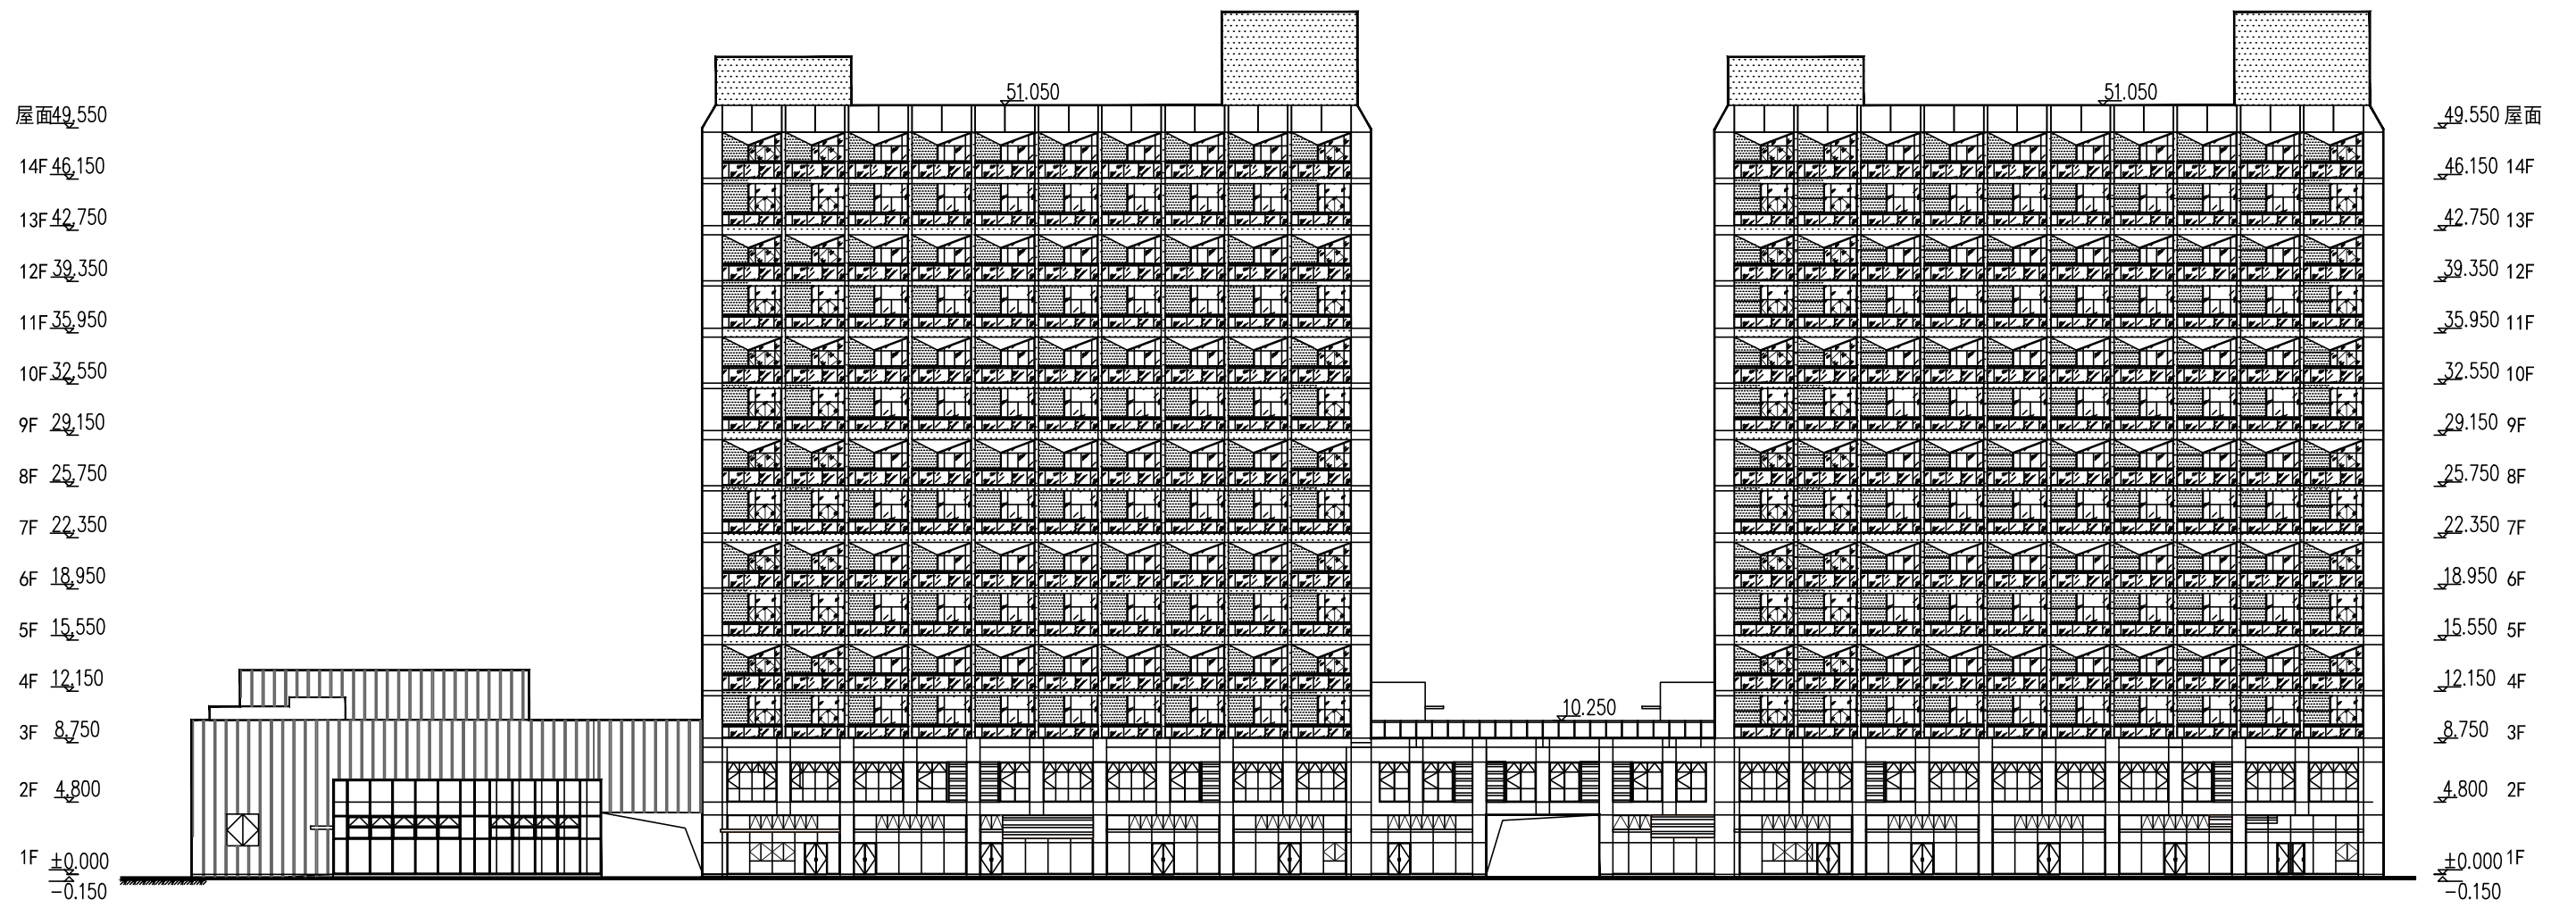 51.050
51.050
屋面 49.550
49.550 屋面
14F 46.150
46.150 14F
13F 42.750
42.750 13F
12F 39.350
39.350 12F
11F 35.950
35.950 11F
10F 32.550
32.550 10F
9F 29.150
29.150 9F
8F 25.750
25.750 8F
7F 22.350
22.350 7F
6F 18.950
18.950 6F
5F 15.550
15.550 5F
4F 12.150
12.150 4F
10.250
3F 8.750
8.750 3F
2F 4.800
4.800 2F
1F ±0.000
±0.000 1F
-0.150
-0.150